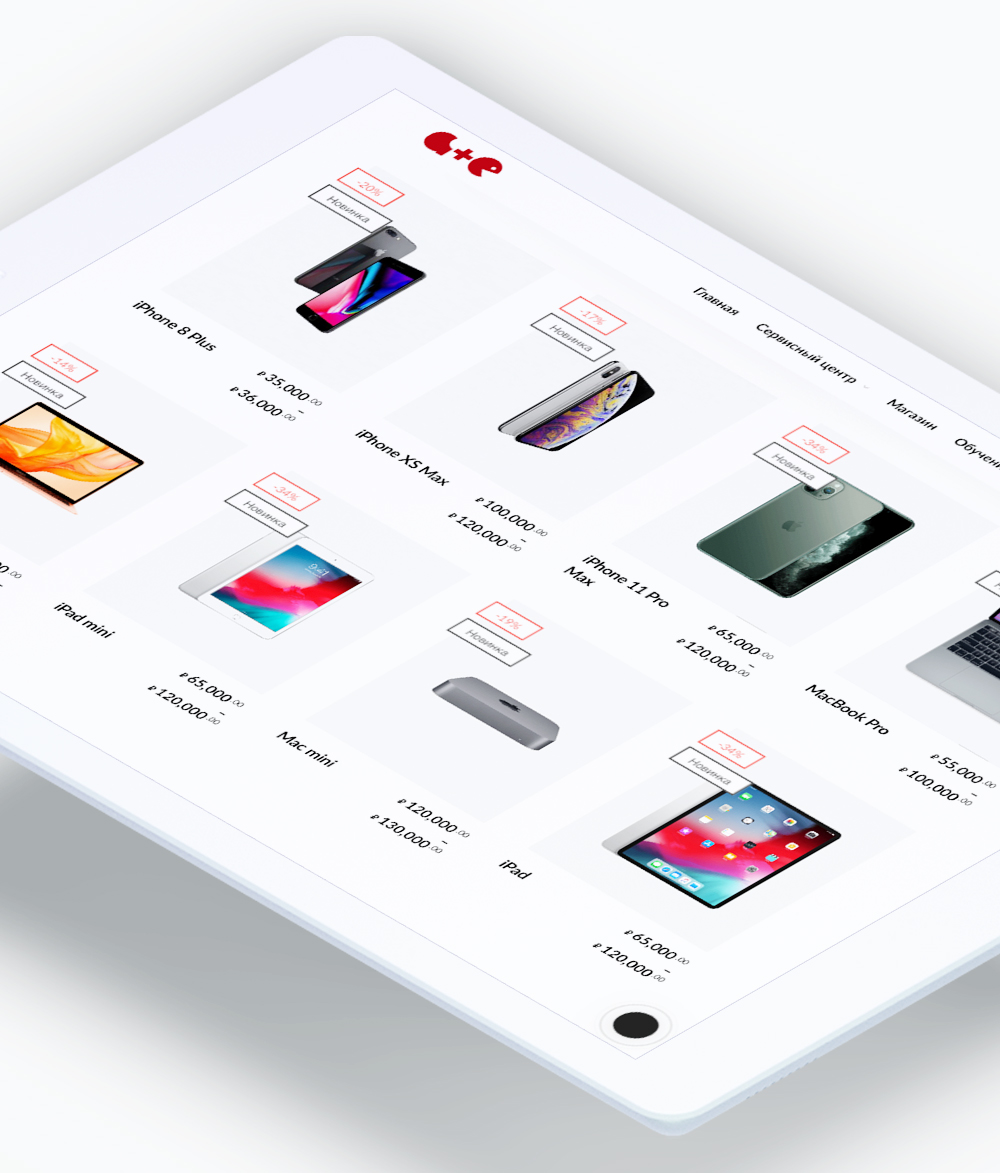 a+e
Главная
Сервисный центр
Магазин
-20%
Новинка
iPhone 8 Plus
₽35,000.00
–
₽36,000.00
-17%
Новинка
iPhone XS Max
₽100,000.00
–
₽120,000.00
-34%
Новинка
iPhone 11 Pro
Max
₽65,000.00
–
₽120,000.00
MacBook Pro
₽55,000.00
–
₽100,000.00
-14%
Новинка
-34%
Новинка
9:41
iPad mini
₽65,000.00
–
₽120,000.00
-19%
Новинка
Mac mini
₽120,000.00
–
₽130,000.00
-34%
Новинка
iPad
₽65,000.00
–
₽120,000.00